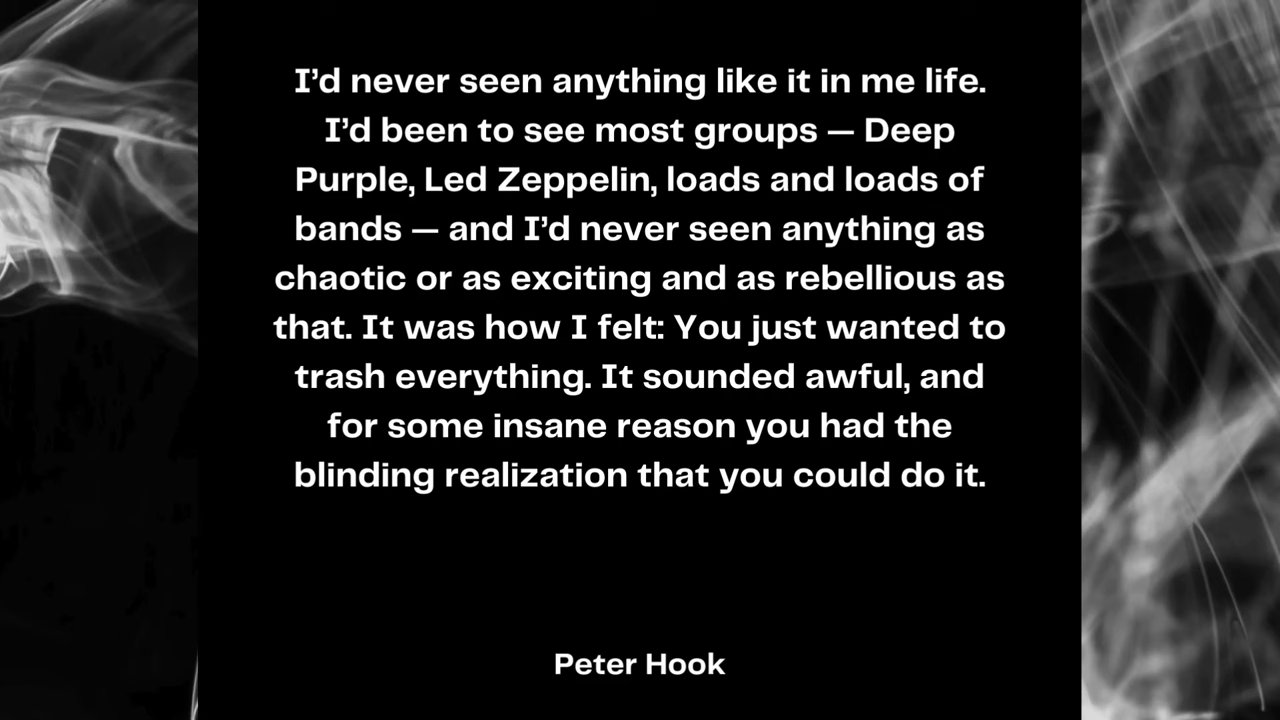 I’d never seen anything like it in me life.
I’d been to see most groups — Deep
Purple, Led Zeppelin, loads and loads of
bands — and I’d never seen anything as
chaotic or as exciting and as rebellious as
that. It was how I felt: You just wanted to
trash everything. It sounded awful, and
for some insane reason you had the
blinding realization that you could do it.
Peter Hook